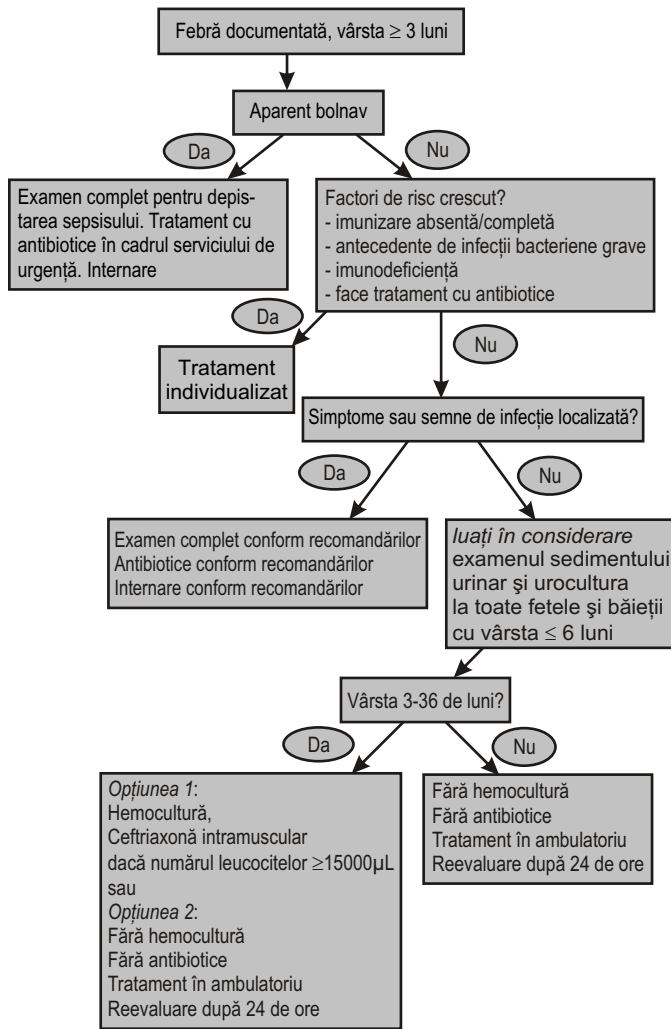 Febră documentată, vârsta ≥ 3 luni
Aparent bolnav
Da
Nu
Examen complet pentru depis-
tarea sepsisului. Tratament cu
antibiotice în cadrul serviciului de
urgență. Internare
Factori de risc crescut?
- imunizare absentă/completă
- antecedente de infecții bacteriene grave
- imunodeficiență
- face tratament cu antibiotice
Da
Nu
Tratament
individualizat
Simptome sau semne de infecție localizată?
Da
Nu
Examen complet conform recomandărilor
Antibiotice conform recomandărilor
Internare conform recomandărilor
luați în considerare
examenul sedimentului
urinar şi urocultura
la toate fetele şi băieții
cu vârsta ≤ 6 luni
Vârsta 3-36 de luni?
Da
Nu
Opțiunea 1:
Hemocultură,
Ceftriaxonă intramuscular
dacă numărul leucocitelor ≥15000µL
sau
Opțiunea 2:
Fără hemocultură
Fără antibiotice
Tratament în ambulatoriu
Reevaluare după 24 de ore
Fără hemocultură
Fără antibiotice
Tratament în ambulatoriu
Reevaluare după 24 de ore